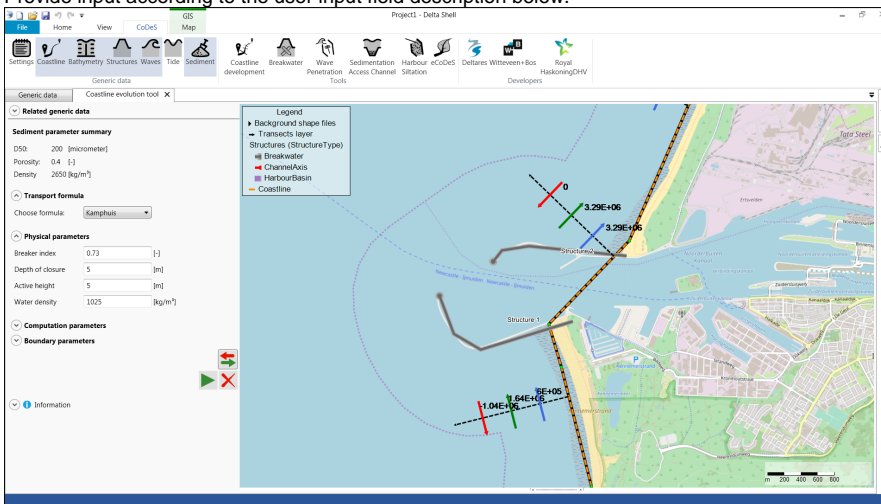 Provide input according to the user input field description below.
Project1 - Delta Shell
GIS
File Home View CoDeS Map
Settings Coastline Bathymetry Structures Waves Tide Sediment
Generic data
Coastline development Breakwater Wave Penetration Sedimentation Access Channel Harbour Siltation eCoDeS
Tools
Deltares Witteveen+Bos Royal HaskoningDHV
Developers
Generic data Coastline evolution tool X
Related generic data
Sediment parameter summary
D50: 200 [micrometer]
Porosity: 0.4 [-]
Density 2650 [kg/m³]
Transport formula
Choose formula: Kamphuis
Physical parameters
Breaker index 0.73 [-]
Depth of closure 5 [m]
Active height 5 [m]
Water density 1025 [kg/m³]
Computation parameters
Boundary parameters
Information
Legend
Background shape files
Transects layer
Structures (StructureType)
Breakwater
ChannelAxis
HarbourBasin
Coastline
Tata Steel
0
3.29E+06
3.29E+06
Structure 2
Newcastle - IJmuiden
Structure 1
P
6E+05
1.64E+06
-1.04E+06
m 200 400 600 800